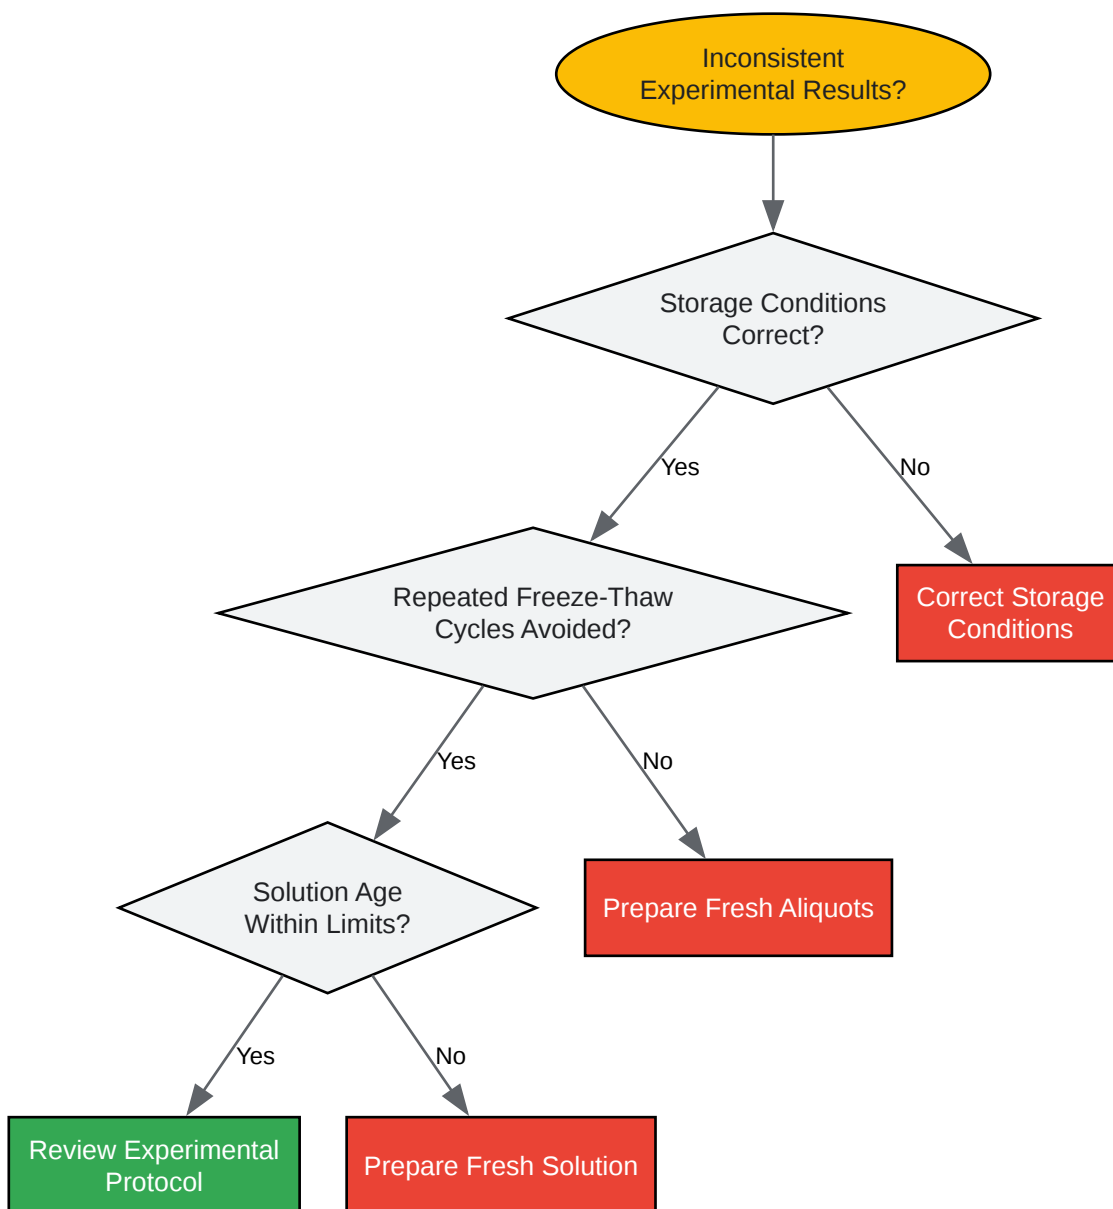 Inconsistent
Experimental Results?
Storage Conditions
Correct?
Yes
No
Repeated Freeze-Thaw
Cycles Avoided?
Correct Storage
Conditions
Yes
No
Solution Age
Within Limits?
Prepare Fresh Aliquots
Yes
No
Review Experimental
Protocol
Prepare Fresh Solution